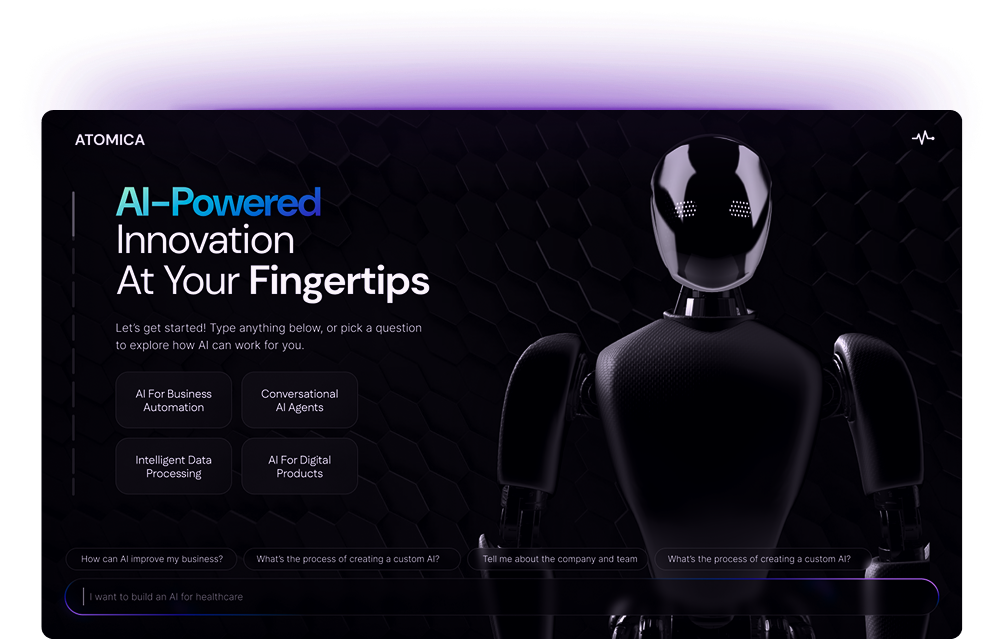 ATOMICA
AI-Powered
Innovation
At Your Fingertips
Let's get started! Type anything below, or pick a question
to explore how AI can work for you.
AI For Business
Automation
Conversational
AI Agents
Intelligent Data
Processing
AI For Digital
Products
How can AI improve my business?
What's the process of creating a custom AI?
Tell me about the company and team
What's the process of creating a custom AI?
I want to build an AI for healthcare